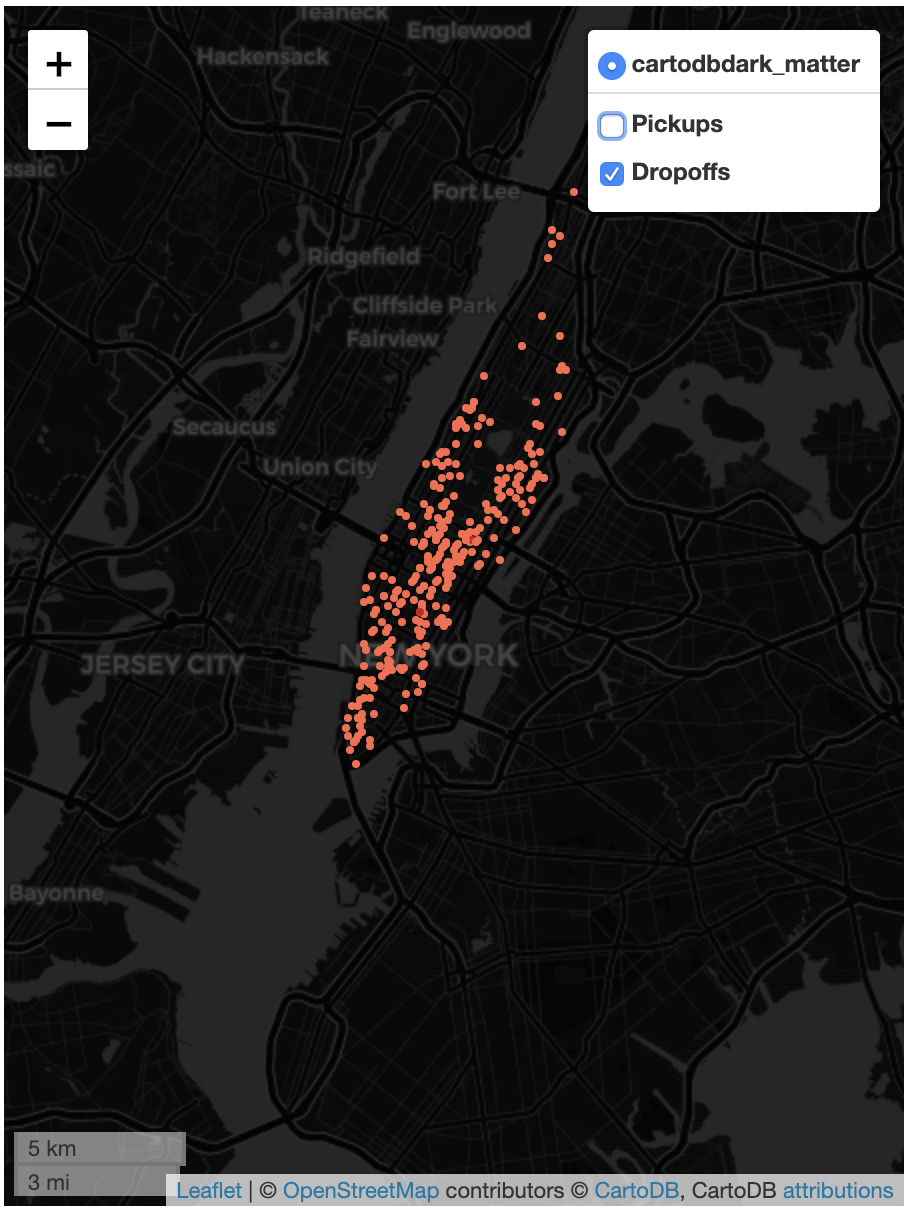 Teaneck
Englewood
Hackensack
+
−
cartodbdark_matter
Pickups
Dropoffs
ssaic
Fort Lee
Ridgefield
Cliffside Park
Fairview
Secaucus
Union City
NEW YORK
JERSEY CITY
Bayonne
5 km
3 mi
Leaflet | © OpenStreetMap contributors © CartoDB, CartoDB attributions